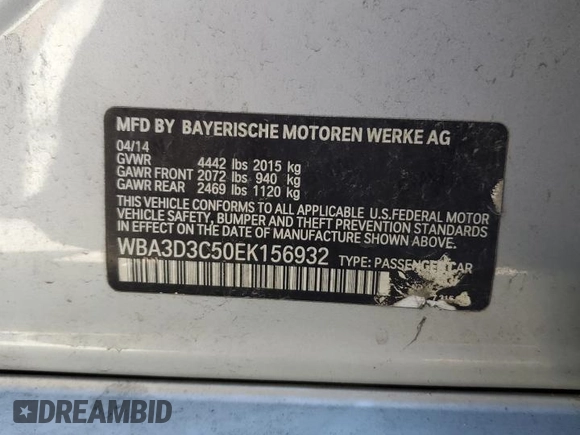 MFD BY BAYERISCHE MOTOREN WERKE AG
04/14
GVWR 4442 lbs 2015 kg
GAWR FRONT 2072 lbs 940 kg
GAWR REAR 2469 lbs 1120 kg
THIS VEHICLE CONFORMS TO ALL APPLICABLE U.S.FEDERAL MOTOR
VEHICLE SAFETY, BUMPER AND THEFT PREVENTION STANDARDS
IN EFFECT ON THE DATE OF MANUFACTURE SHOWN ABOVE.
WBA3D3C50EK156932 TYPE: PASSENGER CAR
DREAMBID